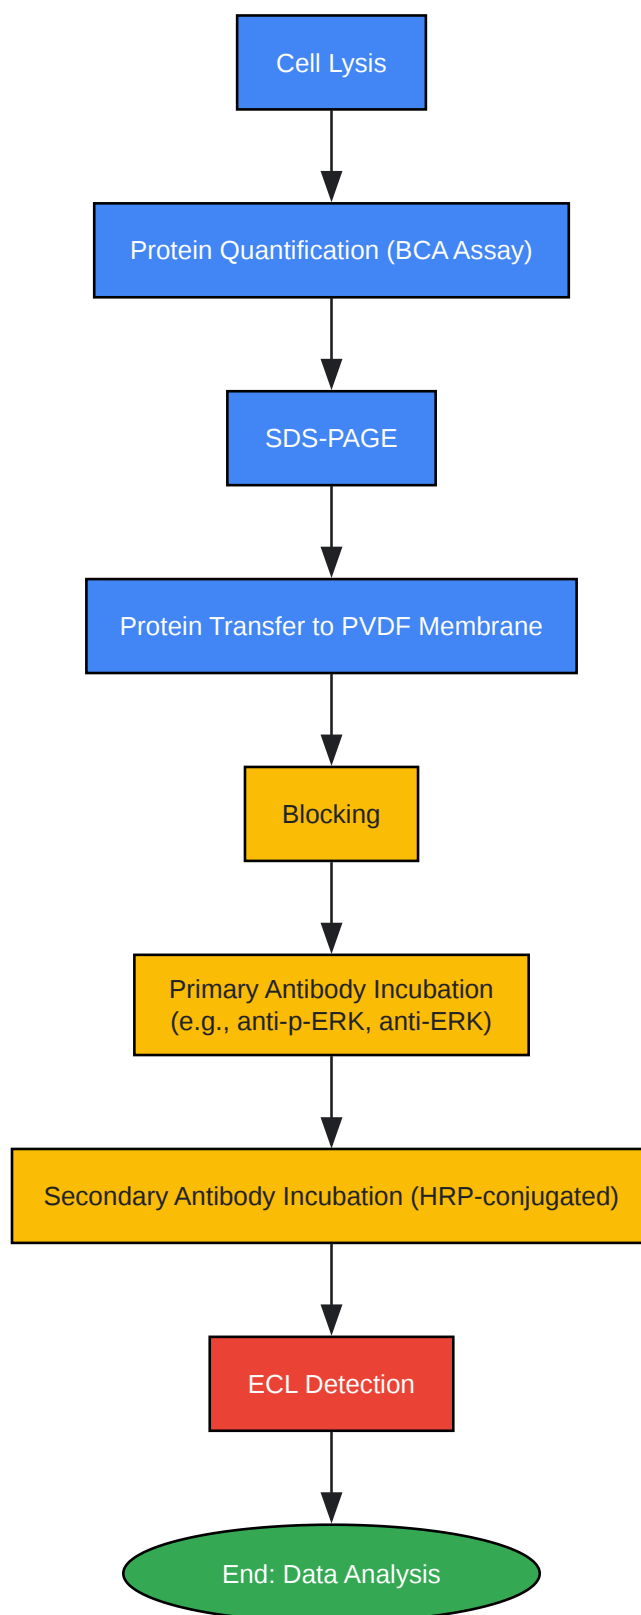 Cell Lysis
Protein Quantification (BCA Assay)
SDS-PAGE
Protein Transfer to PVDF Membrane
Blocking
Primary Antibody Incubation
(e.g., anti-p-ERK, anti-ERK)
Secondary Antibody Incubation (HRP-conjugated)
ECL Detection
End: Data Analysis